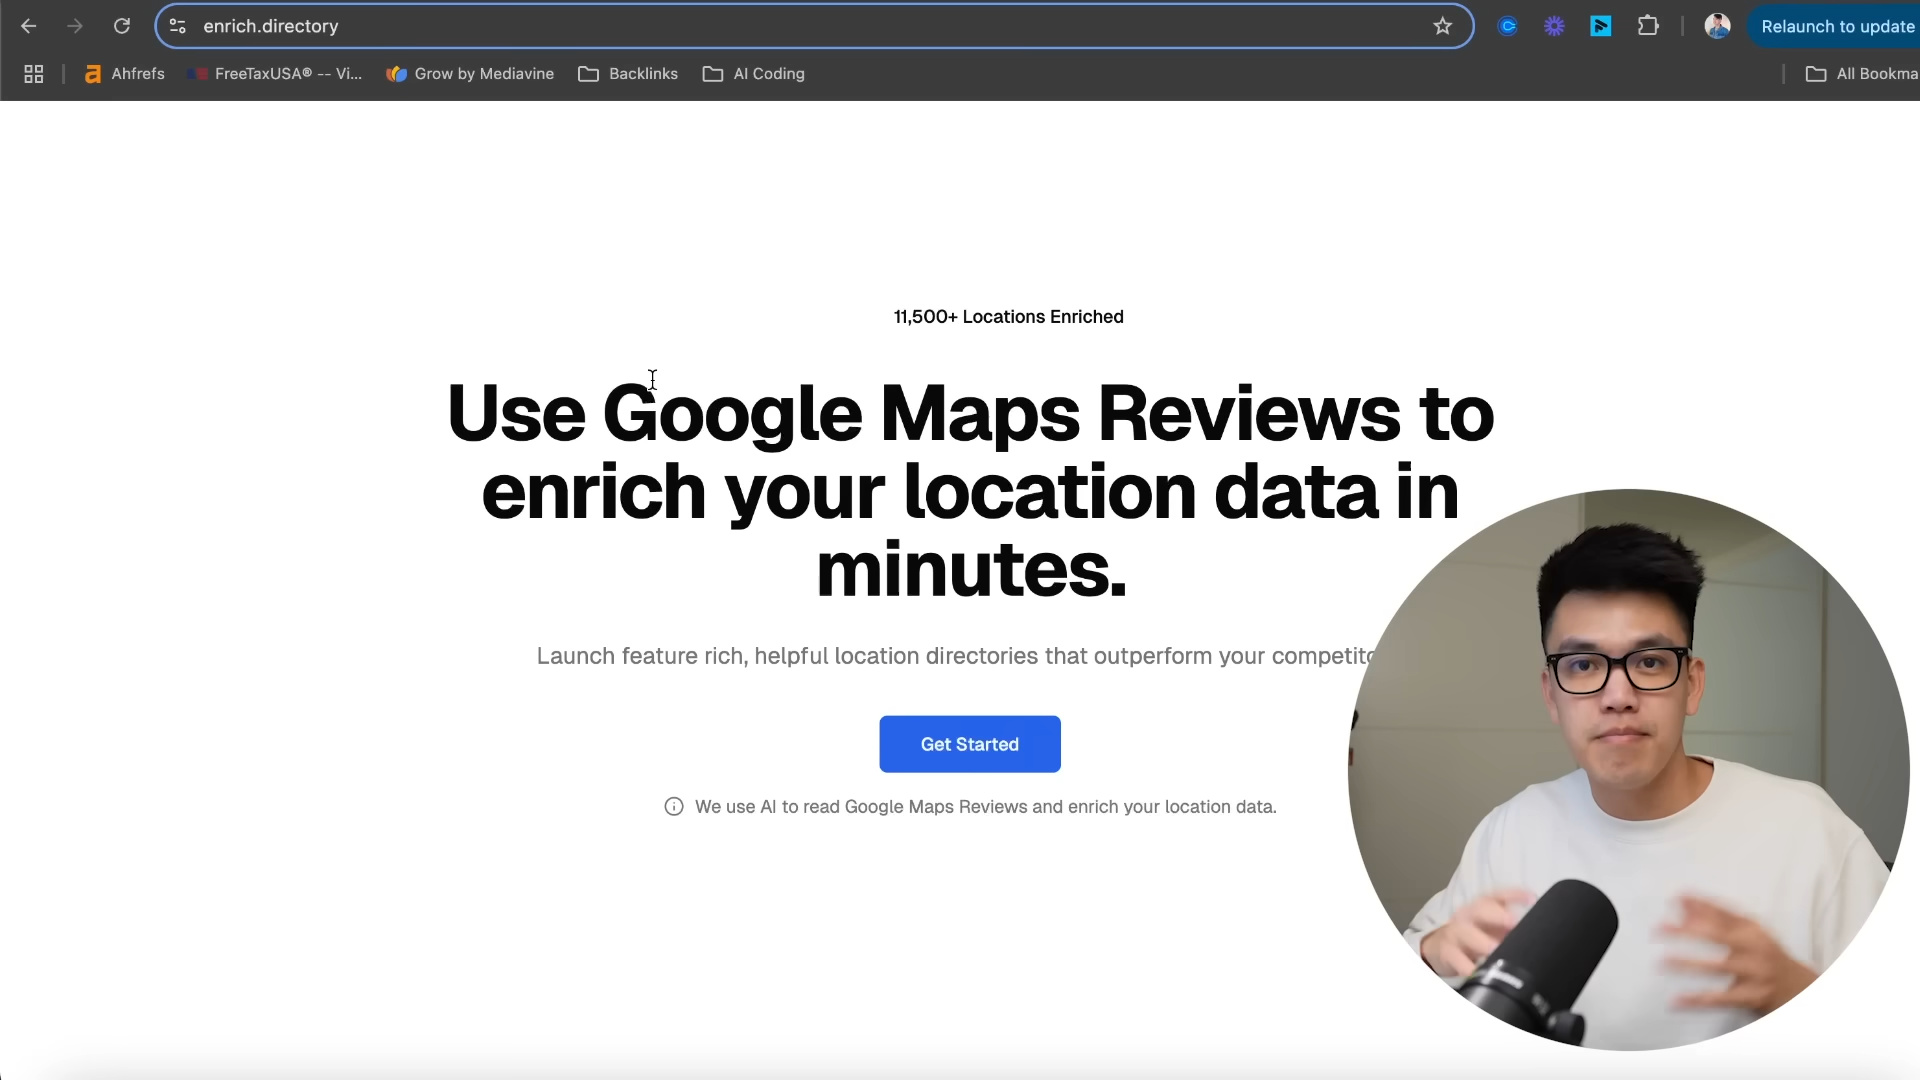 enrich.directory
Relaunch to update
Ahfrefs
FreeTaxUSA® -- Vi...
Grow by Mediavine
Backlinks
AI Coding
All Bookma
11,500+ Locations Enriched
Use Google Maps Reviews to
enrich your location data in
minutes.
Launch feature rich, helpful location directories that outperform your competito
Get Started
We use AI to read Google Maps Reviews and enrich your location data.